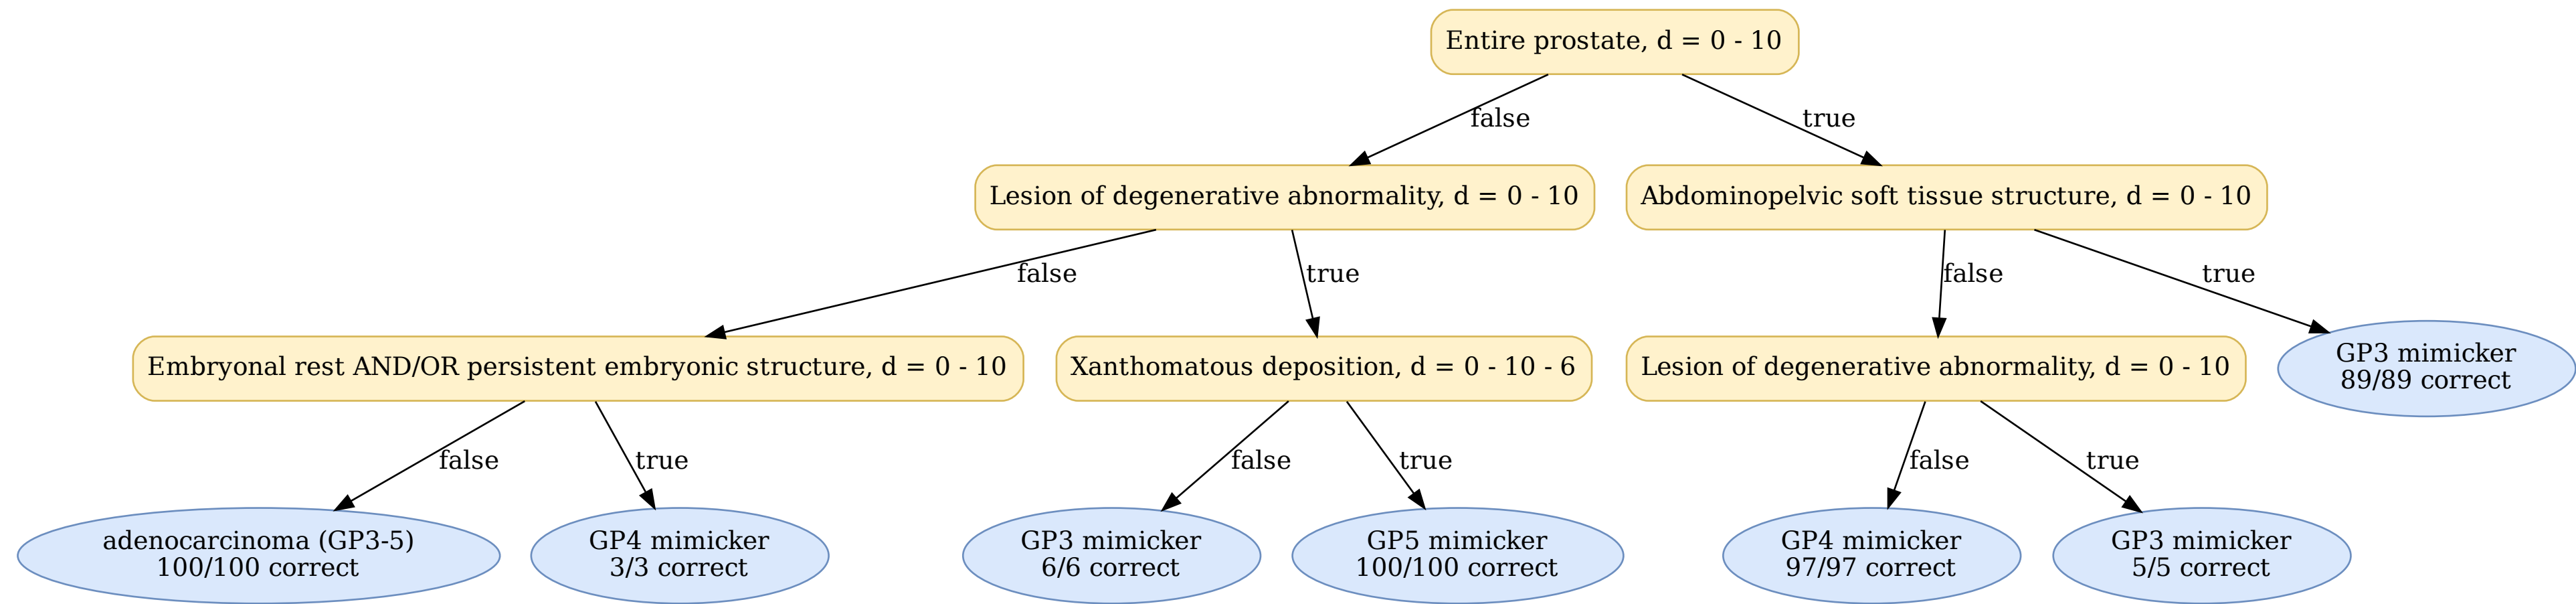 Entire prostate, d = 0 - 10
false
true
Lesion of degenerative abnormality, d = 0 - 10
Abdominopelvic soft tissue structure, d = 0 - 10
false
true
false
true
Embryonal rest AND/OR persistent embryonic structure, d = 0 - 10
Xanthomatous deposition, d = 0 - 10 - 6
Lesion of degenerative abnormality, d = 0 - 10
GP3 mimicker
89/89 correct
false
true
false
true
false
true
adenocarcinoma (GP3-5)
100/100 correct
GP4 mimicker
3/3 correct
GP3 mimicker
6/6 correct
GP5 mimicker
100/100 correct
GP4 mimicker
97/97 correct
GP3 mimicker
5/5 correct